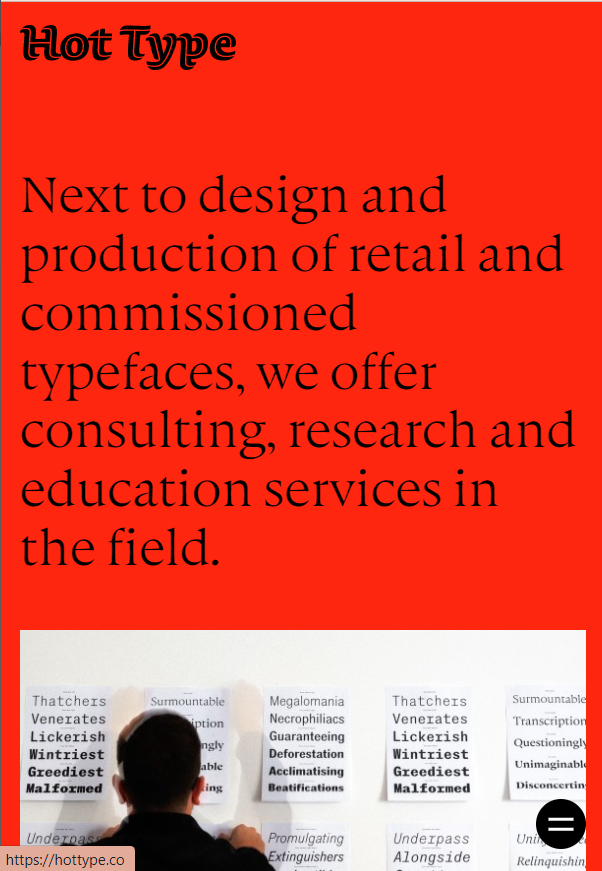 Hot Type
Next to design and
production of retail and
commissioned
typefaces, we offer
consulting, research and
education services in
the field.
Thatchers
Venerates
Lickerish
Wintriest
Greediest
Malformed
Surmountable
Megalomania
Necrophiliacs
Guaranteeing
Deforestation
Acclimatising
Beatifications
Thatchers
Venerates
Lickerish
Wintriest
Greediest
Malformed
Surmountable
Transcription
Questioningly
Unimaginable
Underpass
Promulgating
Extinguishers
Underpass
Alongside
Relinquishin
https://hottype.co